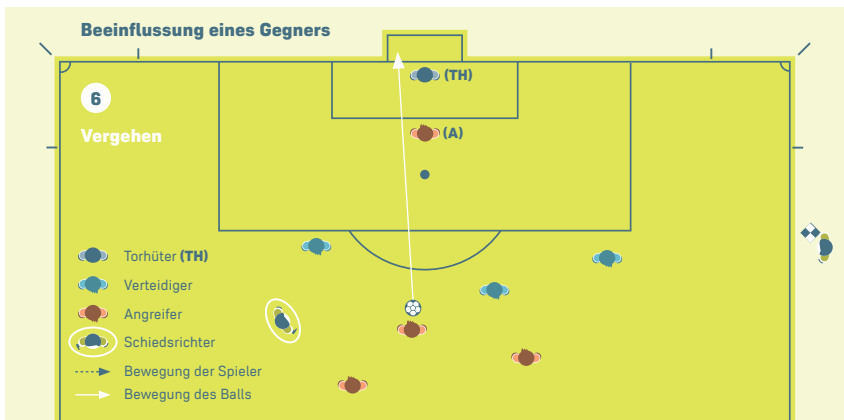 Beeinflussung eines Gegners
(TH)
6
(A)
Vergehen
Torhüter (TH)
Verteidiger
Angreifer
Schiedsrichter
Bewegung der Spieler
Bewegung des Balls